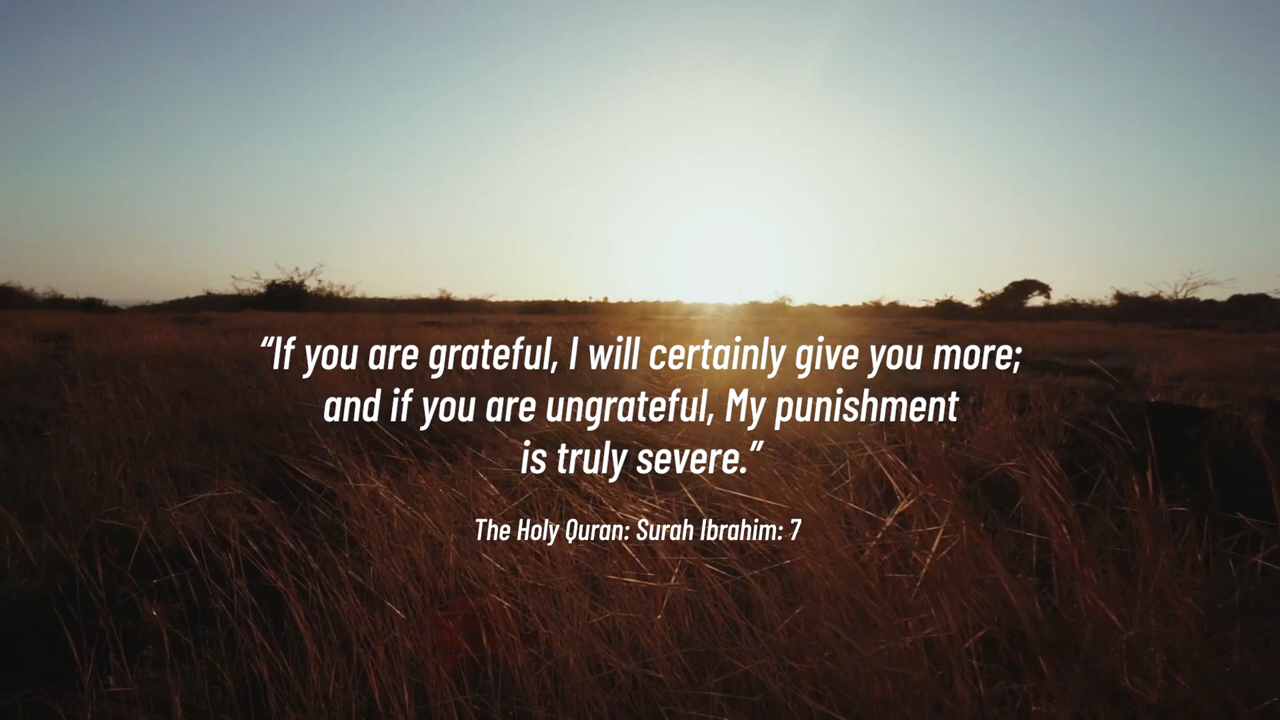 “If you are grateful, I will certainly give you more;
and if you are ungrateful, My punishment
is truly severe.”
The Holy Quran: Surah Ibrahim: 7